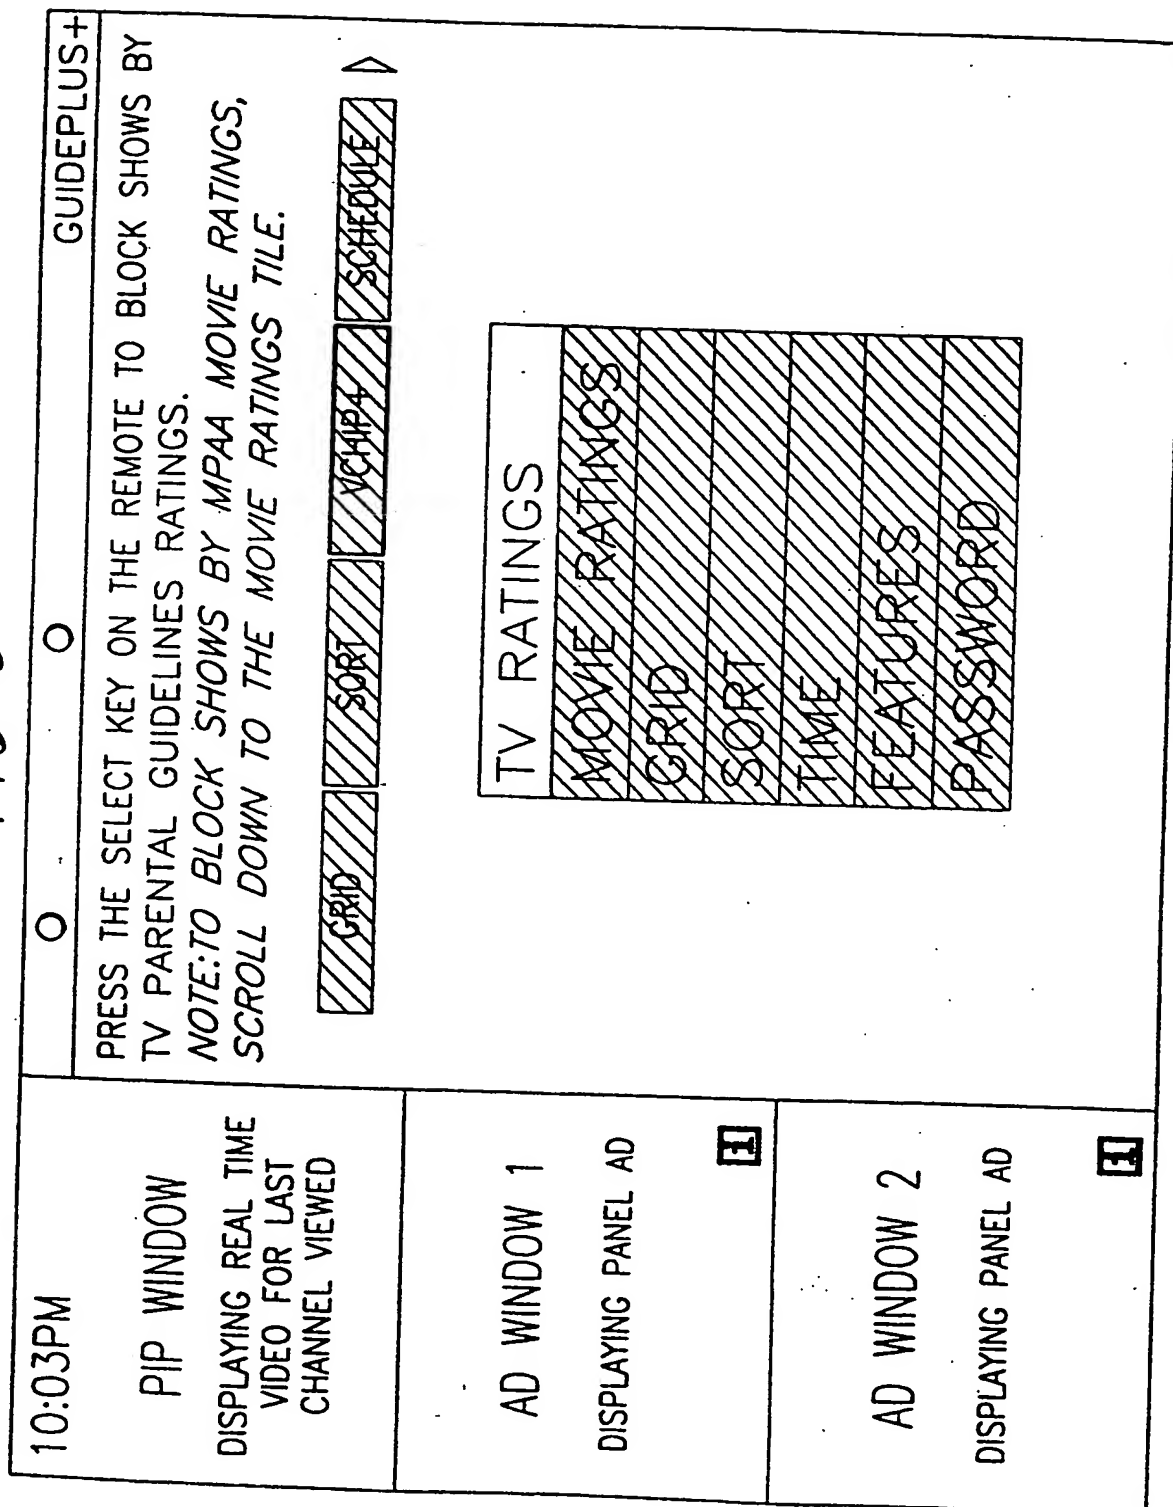 GUIDEPLUS+
10:03PM
PIP WINDOW
DISPLAYING REAL TIME
VIDEO FOR LAST
CHANNEL VIEWED
AD WINDOW 1
DISPLAYING PANEL AD
AD WINDOW 2
DISPLAYING PANEL AD
PRESS THE SELECT KEY ON THE REMOTE TO BLOCK SHOWS BY
TV PARENTAL GUIDELINES RATINGS.
NOTE:TO BLOCK SHOWS BY MPAA MOVIE RATINGS,
SCROLL DOWN TO THE MOVIE RATINGS TILE.
GRID SORT VCHIP4 SCHEDULE
TV RATINGS
MOVIE RATINGS
GRID
SORT
TIME
FEATURES
PASSWORD